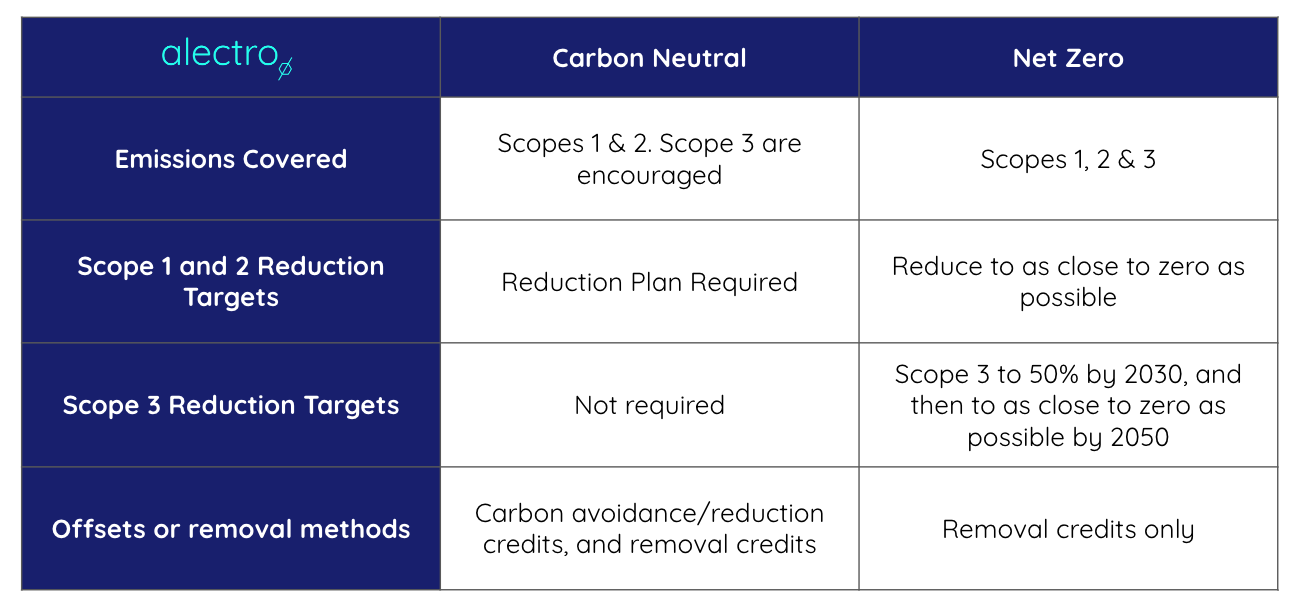 alectro
Carbon Neutral
Net Zero
Emissions Covered
Scopes 1 & 2. Scope 3 are
encouraged
Scopes 1, 2 & 3
Scope 1 and 2 Reduction
Targets
Reduction Plan Required
Reduce to as close to zero as
possible
Scope 3 Reduction Targets
Not required
Scope 3 to 50% by 2030, and
then to as close to zero as
possible by 2050
Offsets or removal methods
Carbon avoidance/reduction
credits, and removal credits
Removal credits only